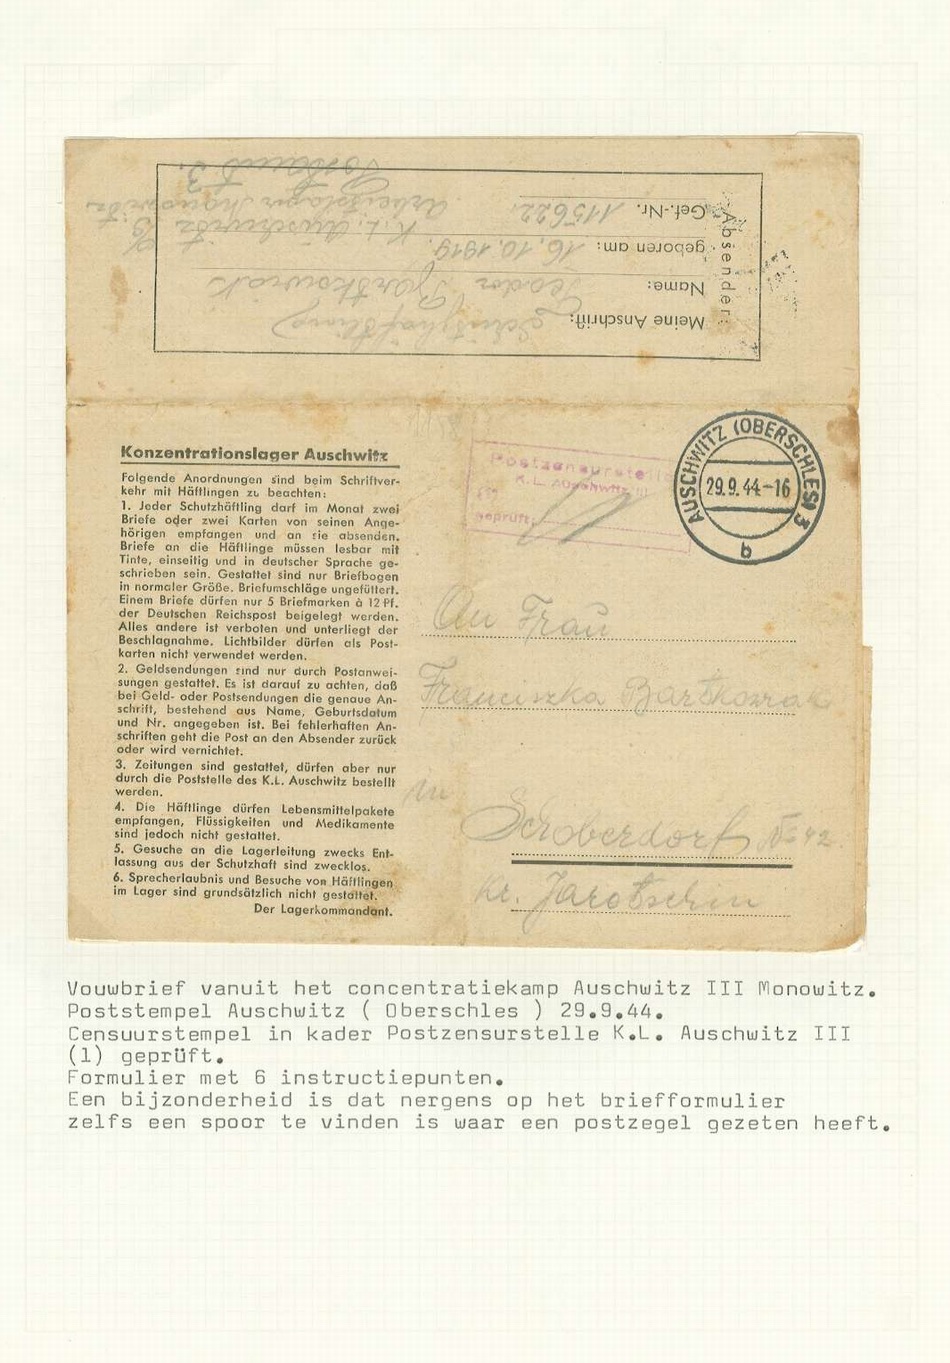 Absender:
Meine Anschrift: Schutzhäftling
Name: Teodor Bartkowiak
geboren am: 16.10.1919.
Gef.-Nr. 115622.
K.L. Auschwitz
Arbeitslager Monowitz
Postamt 3.
Konzentrationslager Auschwitz
Folgende Anordnungen sind beim Schriftver-
kehr mit Häftlingen zu beachten:
1. Jeder Schutzhäftling darf im Monat zwei
Briefe oder zwei Karten von seinen Ange-
hörigen empfangen und an sie absenden.
Briefe an die Häftlinge müssen lesbar mit
Tinte, einseitig und in deutscher Sprache ge-
schrieben sein. Gestattet sind nur Briefbogen
in normaler Größe. Briefumschläge ungefüttert.
Einem Briefe dürfen nur 5 Briefmarken à 12 Pf.
der Deutschen Reichspost beigelegt werden.
Alles andere ist verboten und unterliegt der
Beschlagnahme. Lichtbilder dürfen als Post-
karten nicht verwendet werden.
2. Geldsendungen sind nur durch Postanwei-
sungen gestattet. Es ist darauf zu achten, daß
bei Geld- oder Postsendungen die genaue An-
schrift, bestehend aus Name, Geburtsdatum
und Nr. angegeben ist. Bei fehlerhaften An-
schriften geht die Post an den Absender zurück
oder wird vernichtet.
3. Zeitungen sind gestattet, dürfen aber nur
durch die Poststelle des K.L. Auschwitz bestellt
werden.
4. Die Häftlinge dürfen Lebensmittelpakete
empfangen, Flüssigkeiten und Medikamente
sind jedoch nicht gestattet.
5. Gesuche an die Lagerleitung zwecks Ent-
lassung aus der Schutzhaft sind zwecklos.
6. Sprecherlaubnis und Besuche von Häftlingen
im Lager sind grundsätzlich nicht gestattet.
Der Lagerkommandant.
Postzensurstelle
K.L. Auschwitz III
geprüft:
AUSCHWITZ (OBERSCHLES) 3
29.9.44-16
b
An Frau
Franciszka Bartkowiak
in
Schoberdorf No 42
Kr. Jarotschin
Vouwbrief vanuit het concentratiekamp Auschwitz III Monowitz.
Poststempel Auschwitz ( Oberschles ) 29.9.44.
Censuurstempel in kader Postzensurstelle K.L. Auschwitz III
(1) geprüft.
Formulier met 6 instructiepunten.
Een bijzonderheid is dat nergens op het briefformulier
zelfs een spoor te vinden is waar een postzegel gezeten heeft.